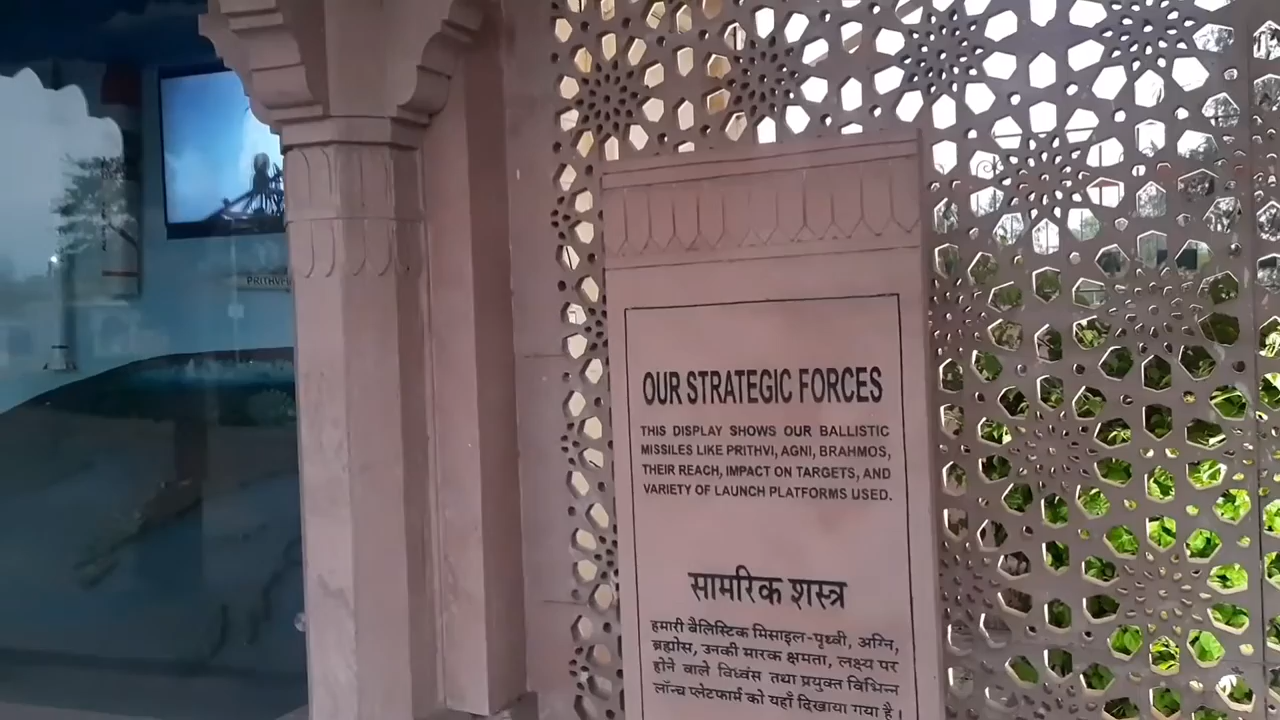 PRITHVI
OUR STRATEGIC FORCES
THIS DISPLAY SHOWS OUR BALLISTIC
MISSILES LIKE PRITHVI, AGNI, BRAHMOS,
THEIR REACH, IMPACT ON TARGETS, AND
VARIETY OF LAUNCH PLATFORMS USED.
सामरिक शस्त्र
हमारी बैलिस्टिक मिसाइल-पृथ्वी, अग्नि,
ब्रह्मोस, उनकी मारक क्षमता, लक्ष्य पर
होने वाले विध्वंस तथा प्रयुक्त विभिन्न
लॉन्च प्लेटफार्म को यहाँ दिखाया गया है।